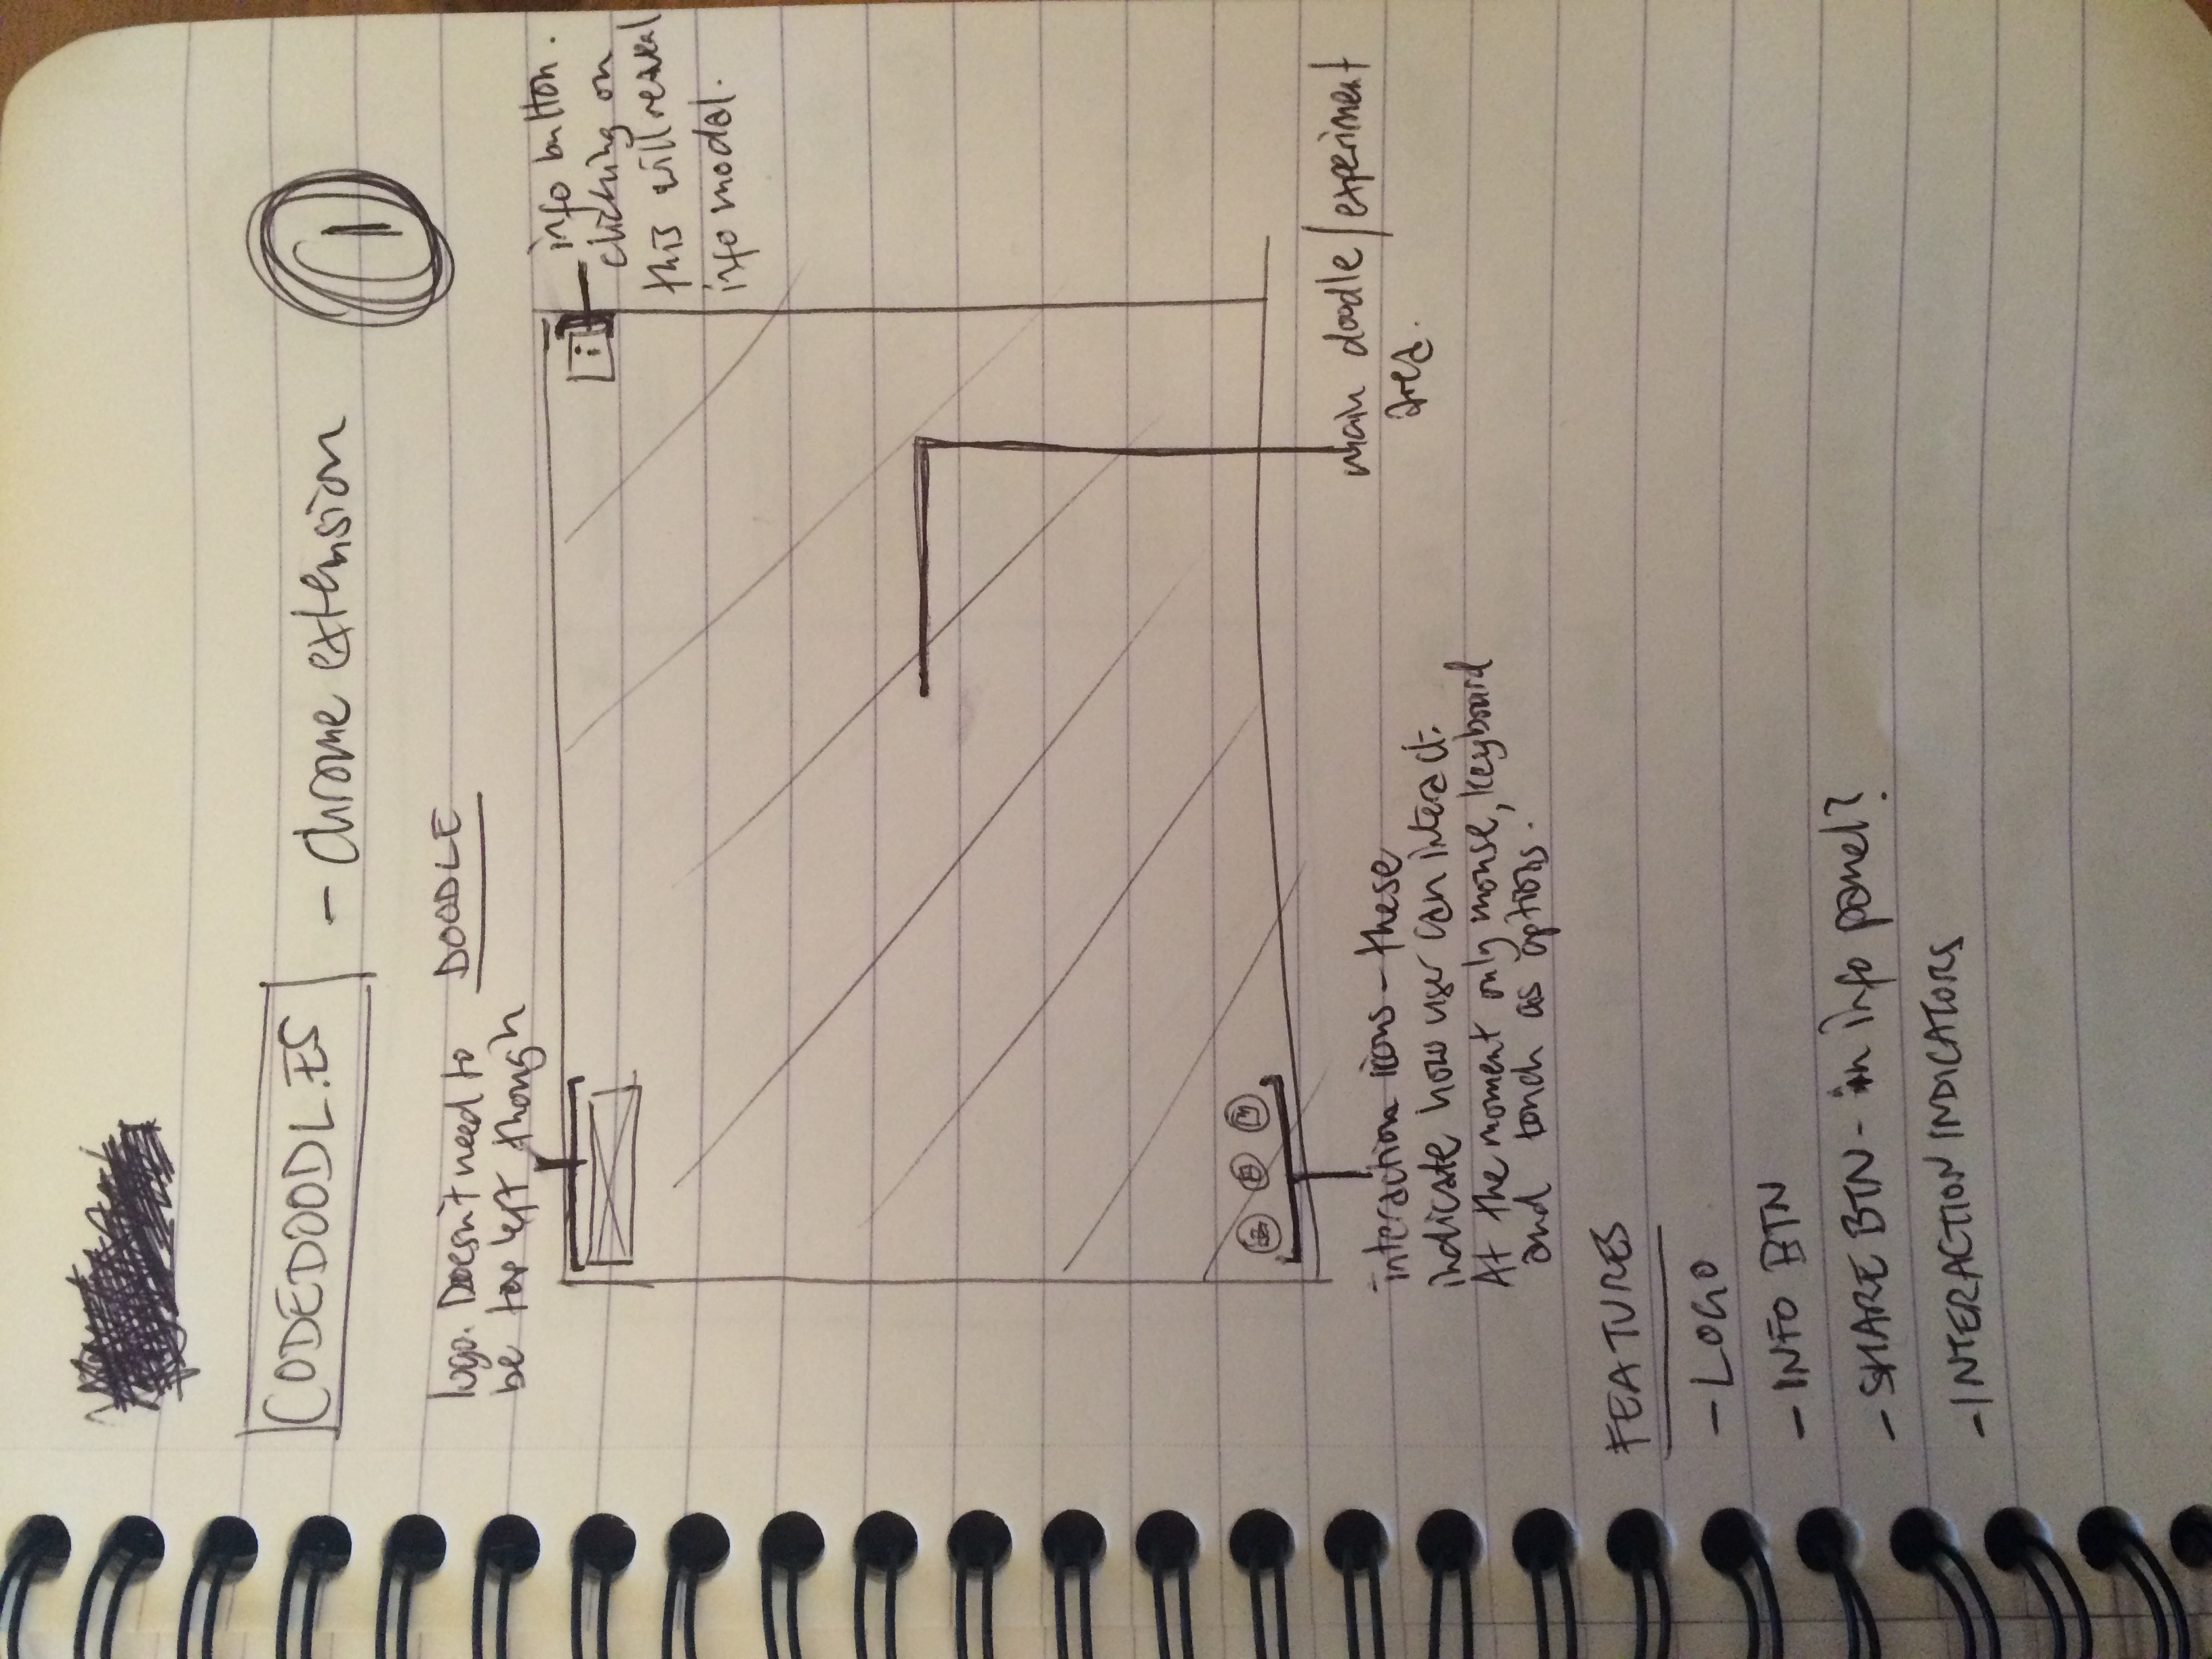 CODEDOODL.ES - Chrome extension
1
logo. Doesn't need to
be top left though
DOODLE
i
info button.
clicking on
this will reveal
info modal.
main doodle/experiment
area.
interaction icons - these
indicate how user can interact.
At the moment only mouse, keyboard
and touch as options.
FEATURES
- LOGO
- INFO BTN
- SHARE BTN - in info panel?
- INTERACTION INDICATORS